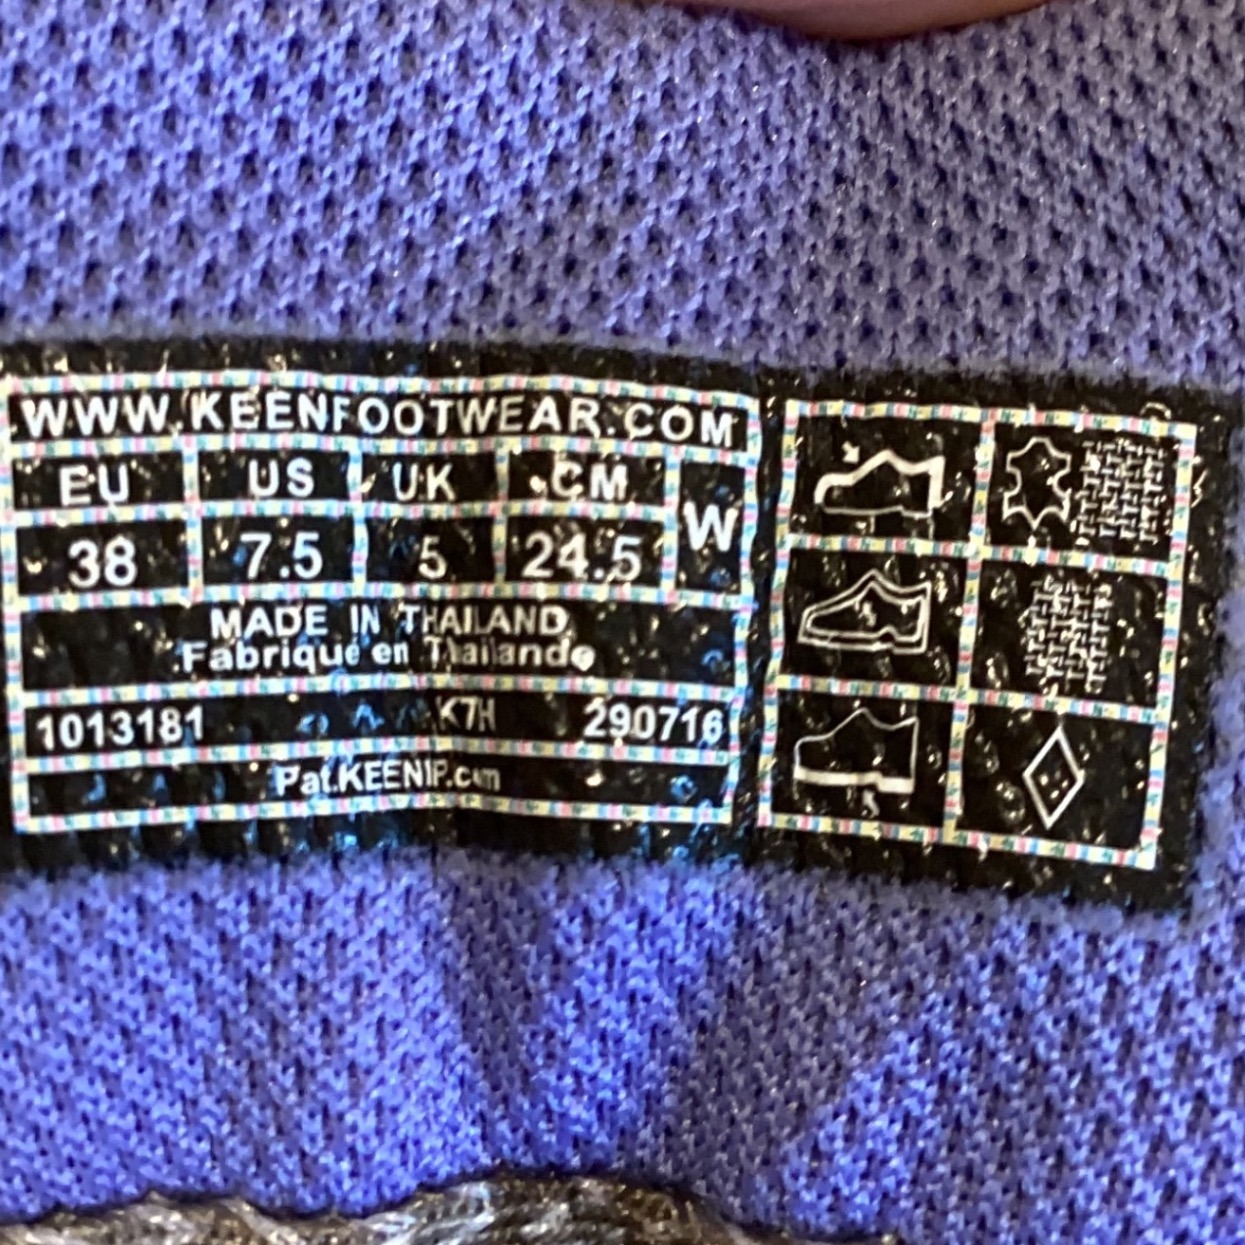 WWW.KEENFOOTWEAR.COM
EU US UK CM W
38 7.5 5 24.5
MADE IN THAILAND
Fabriqué en Thailande
1013181 K7H 290716
Pat.KEENIP.com